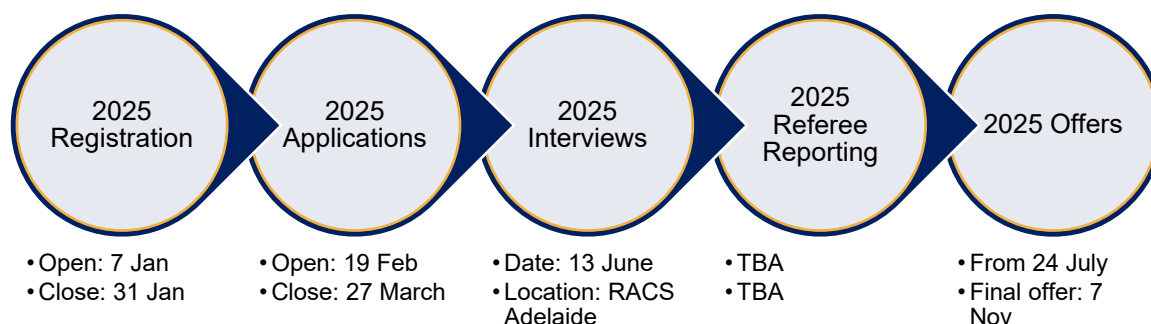 2025
Registration
• Open: 7 Jan
• Close: 31 Jan
2025
Applications
• Open: 19 Feb
• Close: 27 March
2025
Interviews
• Date: 13 June
• Location: RACS
Adelaide
2025
Referee
Reporting
• TBA
• TBA
2025 Offers
• From 24 July
• Final offer: 7
Nov